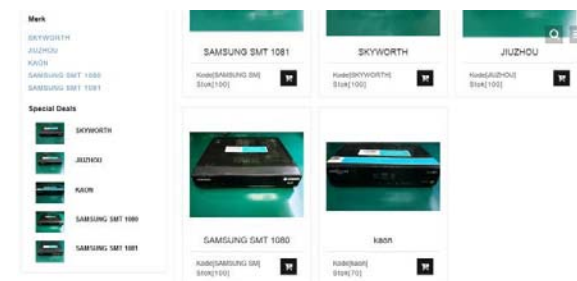 Merk
SKYWORTH
JIUZHOU
KAON
SAMSUNG SMT 1080
SAMSUNG SMT 1081
Special Deals
SKYWORTH
JIUZHOU
KAON
SAMSUNG SMT 1080
SAMSUNG SMT 1081
SAMSUNG SMT 1081
Kode[SAMSUNG SM]
Stok[100]
SKYWORTH
Kode[SKYWORTH]
Stok[100]
JIUZHOU
Kode[JIUZHOU]
Stok[100]
SAMSUNG SMT 1080
Kode[SAMSUNG SM]
Stok[100]
kaon
Kode[kaon]
Stok[70]